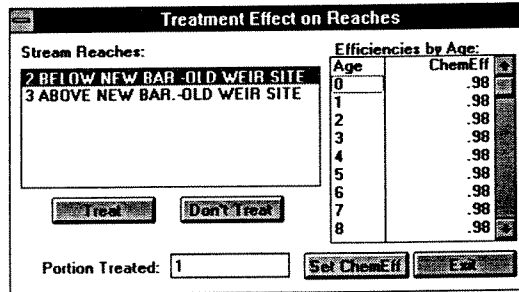 Treatment Effect on Reaches
Stream Reaches:
2 BELOW NEW BAR.-OLD WEIR SITE
3 ABOVE NEW BAR.-OLD WEIR SITE
Treat
Don't Treat
Portion Treated: 1
Efficiencies by Age:
Age ChemEff
0 .98
1 .98
2 .98
3 .98
4 .98
5 .98
6 .98
7 .98
8 .98
Set ChemEff
Exit